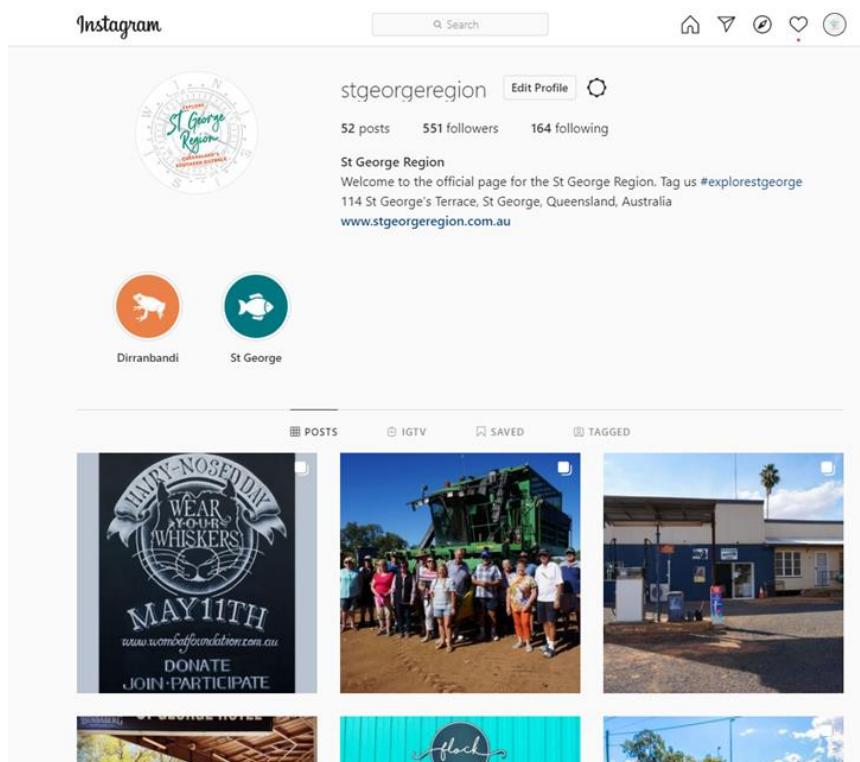 Instagram
Search
stgeorgeregion Edit Profile
52 posts 551 followers 164 following
St George Region
Welcome to the official page for the St George Region. Tag us #explorestgeorge
114 St George's Terrace, St George, Queensland, Australia
www.stgeorgeregion.com.au
EXPLORE
St George
Region
QUEENSLAND'S
SOUTHERN OUTBACK
Dirranbandi St George
POSTS IGTV SAVED TAGGED
HAIRY-NOSED DAY
WEAR
YOUR
WHISKERS
MAY 11TH
www.wombatfoundation.com.au
DONATE
JOIN · PARTICIPATE
ST GEORGE HOTEL
flock